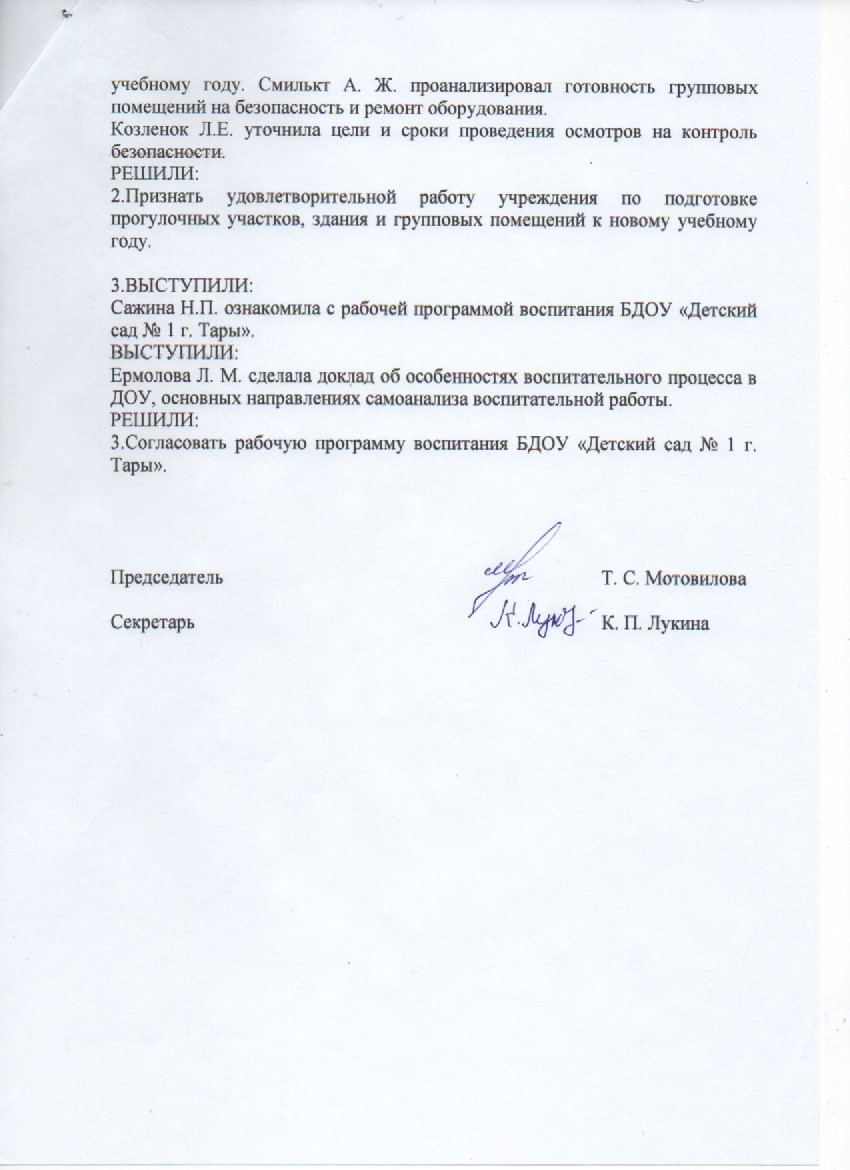 учебному году. Смилькт А. Ж. проанализировал готовность групповых
помещений на безопасность и ремонт оборудования.
Козленок Л.Е. уточнила цели и сроки проведения осмотров на контроль
безопасности.
РЕШИЛИ:
2.Признать удовлетворительной работу учреждения по подготовке
прогулочных участков, здания и групповых помещений к новому учебному
году.
3.ВЫСТУПИЛИ:
Сажина Н.П. ознакомила с рабочей программой воспитания БДОУ «Детский
сад № 1 г. Тары».
ВЫСТУПИЛИ:
Ермолова Л. М. сделала доклад об особенностях воспитательного процесса в
ДОУ, основных направлениях самоанализа воспитательной работы.
РЕШИЛИ:
3.Согласовать рабочую программу воспитания БДОУ «Детский сад № 1 г.
Тары».
Председатель Т. С. Мотовилова
Секретарь К. П. Лукина